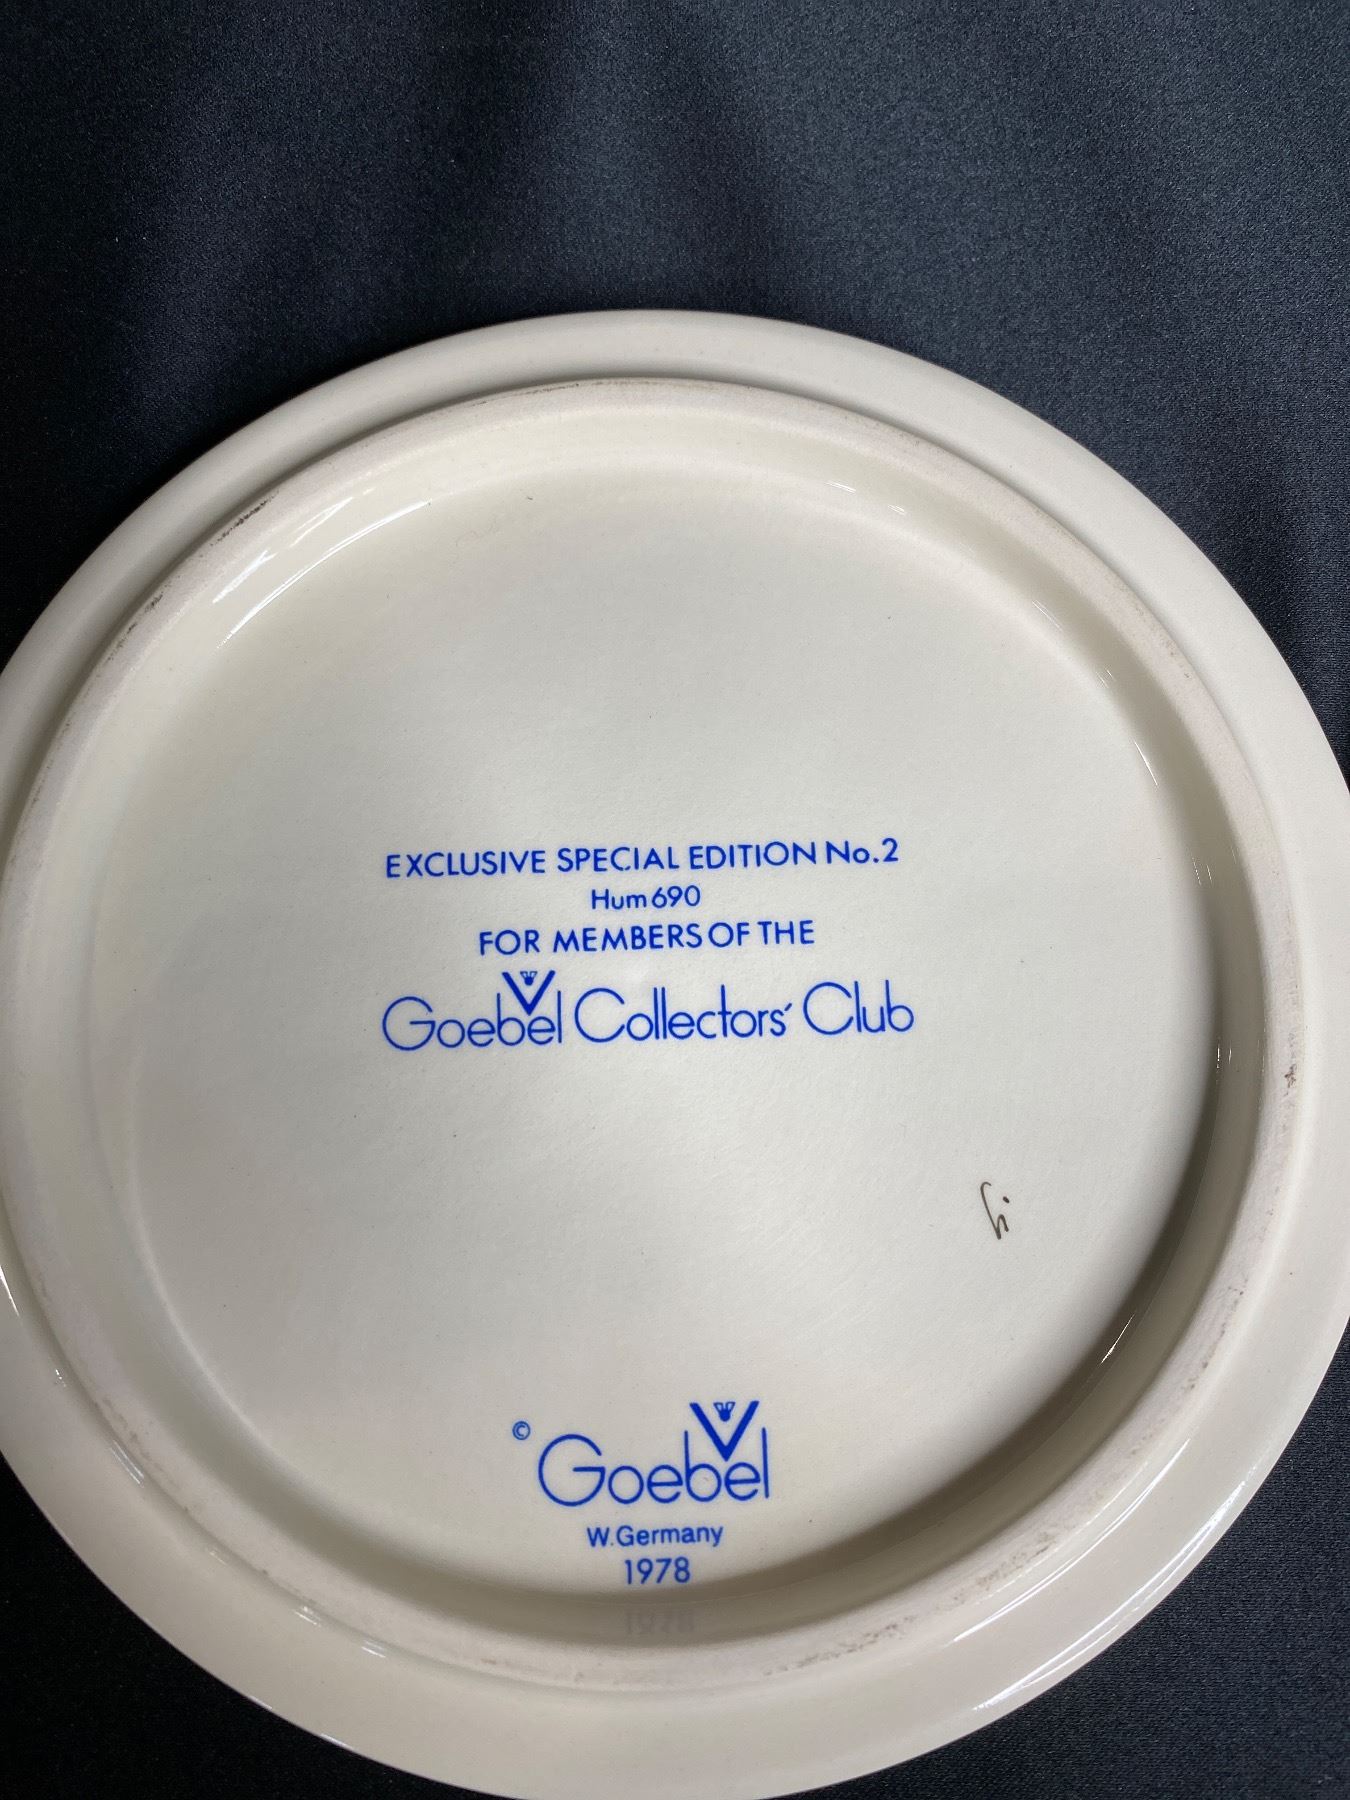 EXCLUSIVE SPECIAL EDITION No.2
Hum 690
FOR MEMBERS OF THE
Goebel Collectors' Club
© Goebel
W.Germany
1978